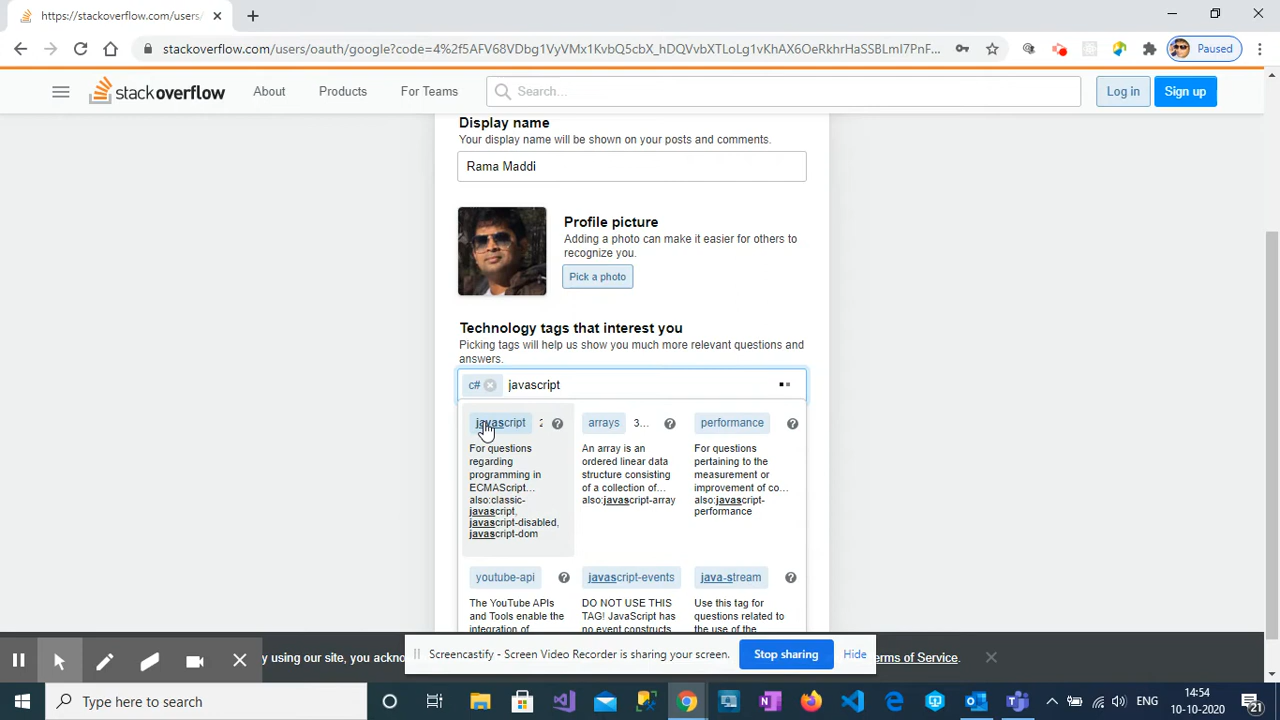 https://stackoverflow.com/users/
https://stackoverflow.com/users/oauth/google?code=4%2f5AFV68VDbg1VyVMx1KvbQ5cbX_hDQVvbXTLoLg1vKhAX6OeRkhrHaSSBLml7PnF...
Paused
stackoverflow
About
Products
For Teams
Search...
Log in
Sign up
Display name
Your display name will be shown on your posts and comments.
Rama Maddi
Profile picture
Adding a photo can make it easier for others to
recognize you.
Pick a photo
Technology tags that interest you
Picking tags will help us show you much more relevant questions and
answers.
c# javascript
javascript
For questions
regarding
programming in
ECMAScript...
also:classic-
javascript,
javascript-disabled,
javascript-dom
arrays 3...
An array is an
ordered linear data
structure consisting
of a collection of...
also:javascript-array
performance
For questions
pertaining to the
measurement or
improvement of co...
also:javascript-
performance
youtube-api
The YouTube APIs
and Tools enable the
integration of
javascript-events
DO NOT USE THIS
TAG! JavaScript has
no event constructs
java-stream
Use this tag for
questions related to
the use of the
y using our site, you ackno
erms of Service.
Screencastify - Screen Video Recorder is sharing your screen.
Stop sharing
Hide
Type here to search
ENG
14:54
10-10-2020
21